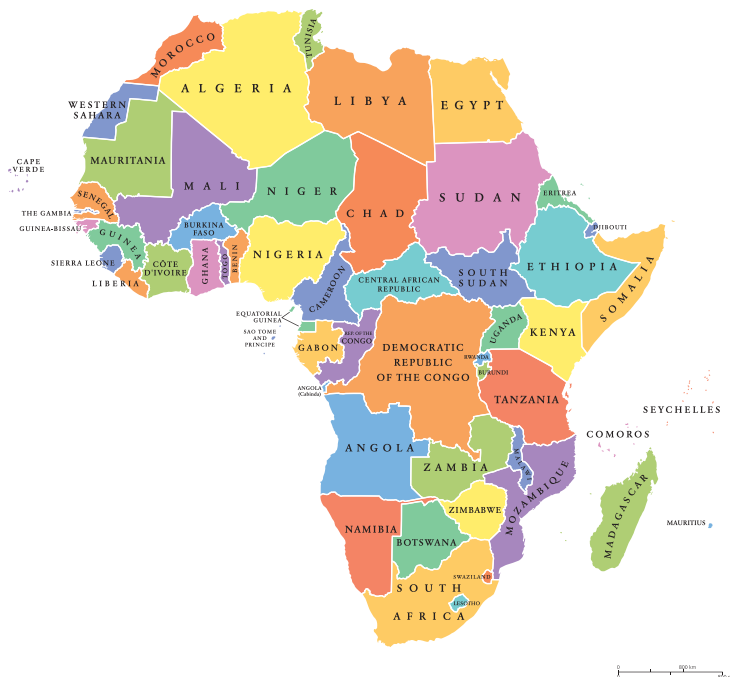 TUNISIA
MOROCCO
ALGERIA
LIBYA
EGYPT
WESTERN
SAHARA
CAPE
VERDE
MAURITANIA
MALI
NIGER
CHAD
SUDAN
ERITREA
SENEGAL
THE GAMBIA
GUINEA-BISSAU
GUINEA
BURKINA
FASO
DJIBOUTI
SIERRA LEONE
LIBERIA
CÔTE
D'IVOIRE
GHANA
TOGO
BENIN
NIGERIA
CAMEROON
CENTRAL AFRICAN
REPUBLIC
SOUTH
SUDAN
ETHIOPIA
SOMALIA
EQUATORIAL
GUINEA
SAO TOME
AND
PRINCIPE
GABON
REP. OF THE
CONGO
DEMOCRATIC
REPUBLIC
OF THE CONGO
UGANDA
KENYA
RWANDA
BURUNDI
ANGOLA
(Cabinda)
TANZANIA
SEYCHELLES
COMOROS
ANGOLA
ZAMBIA
MALAWI
MOZAMBIQUE
MADAGASCAR
MAURITIUS
ZIMBABWE
NAMIBIA
BOTSWANA
SWAZILAND
SOUTH
AFRICA
LESOTHO
0 800 km
0